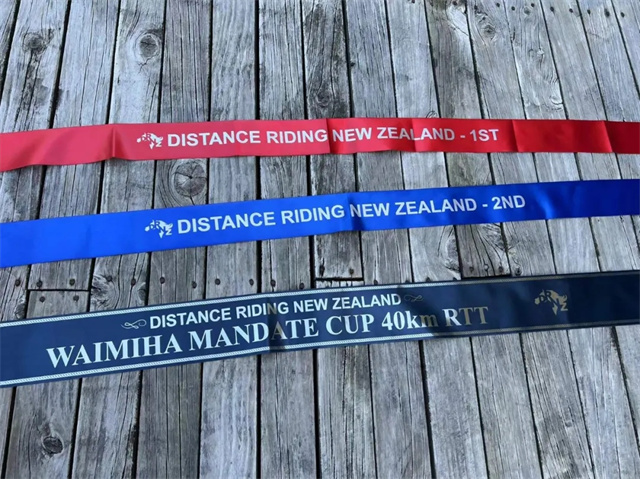 DISTANCE RIDING NEW ZEALAND - 1ST
DISTANCE RIDING NEW ZEALAND - 2ND
DISTANCE RIDING NEW ZEALAND
WAIMIHA MANDATE CUP 40km RTT